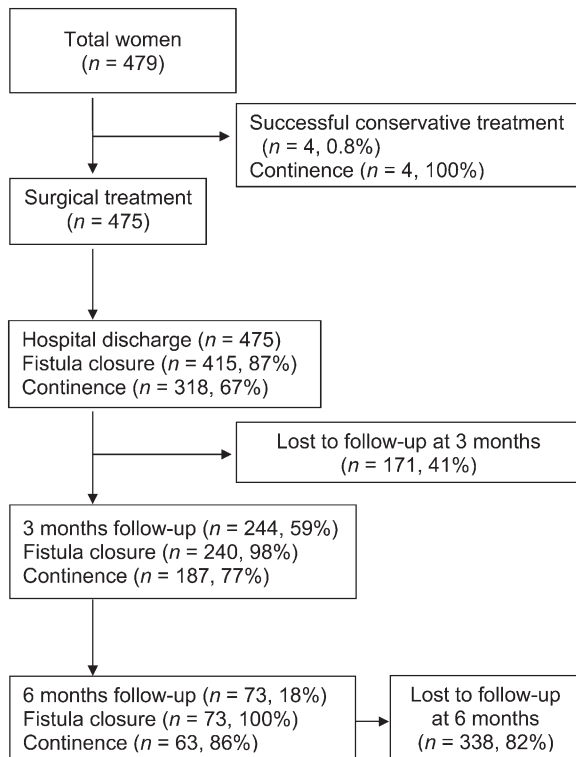 Total women
(n = 479)
Successful conservative treatment
(n = 4, 0.8%)
Continence (n = 4, 100%)
Surgical treatment
(n = 475)
Hospital discharge (n = 475)
Fistula closure (n = 415, 87%)
Continence (n = 318, 67%)
Lost to follow-up at 3 months
(n = 171, 41%)
3 months follow-up (n = 244, 59%)
Fistula closure (n = 240, 98%)
Continence (n = 187, 77%)
6 months follow-up (n = 73, 18%)
Fistula closure (n = 73, 100%)
Continence (n = 63, 86%)
Lost to follow-up
at 6 months
(n = 338, 82%)